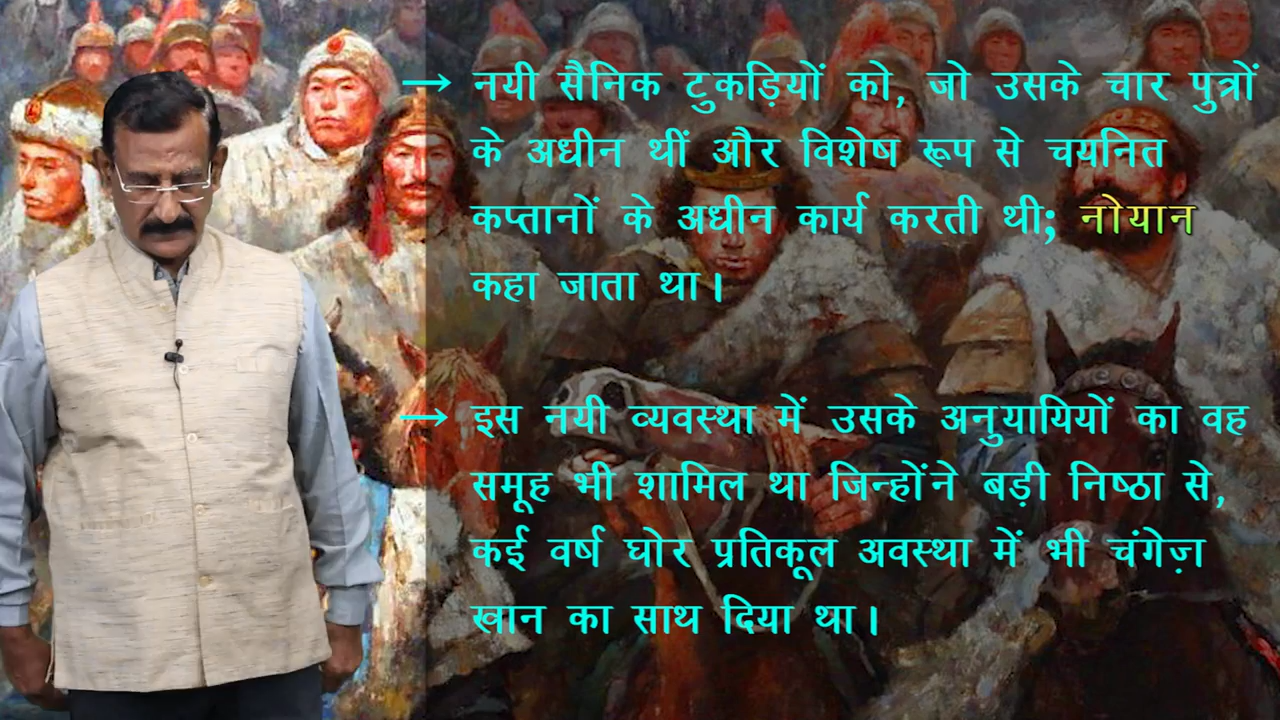 → नयी सैनिक टुकड़ियों को, जो उसके चार पुत्रों
के अधीन थीं और विशेष रूप से चयनित
कप्तानों के अधीन कार्य करती थी; नोयान
कहा जाता था।
→ इस नयी व्यवस्था में उसके अनुयायियों का वह
समूह भी शामिल था जिन्होंने बड़ी निष्ठा से,
कई वर्ष घोर प्रतिकूल अवस्था में भी चंगेज़
खान का साथ दिया था।